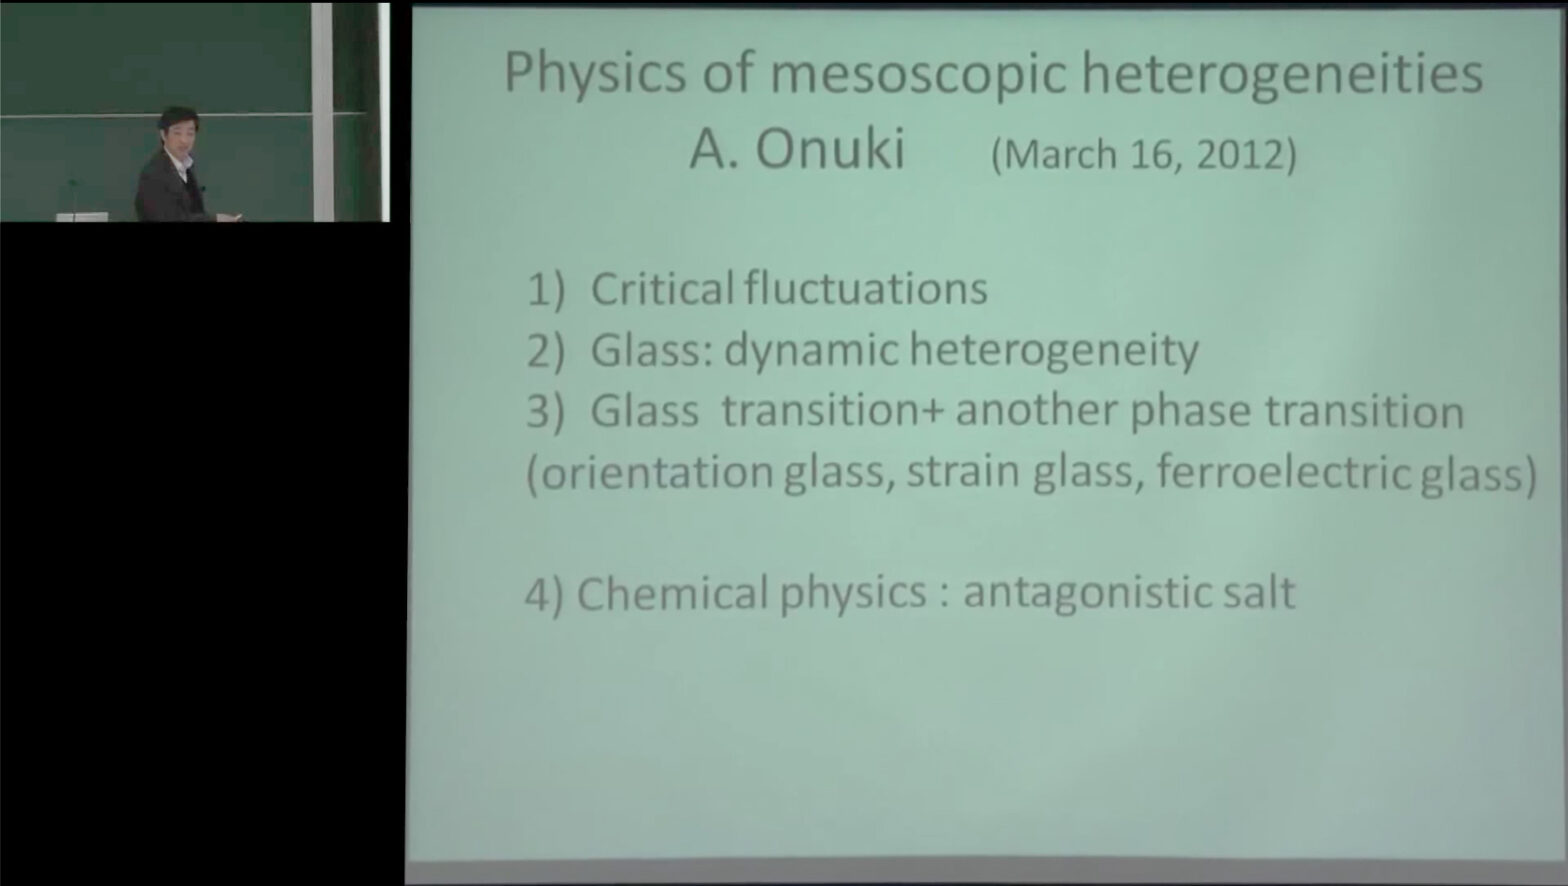 Physics of mesoscopic heterogeneities
A. Onuki (March 16, 2012)
1) Critical fluctuations
2) Glass: dynamic heterogeneity
3) Glass transition+ another phase transition
(orientation glass, strain glass, ferroelectric glass)
4) Chemical physics : antagonistic salt